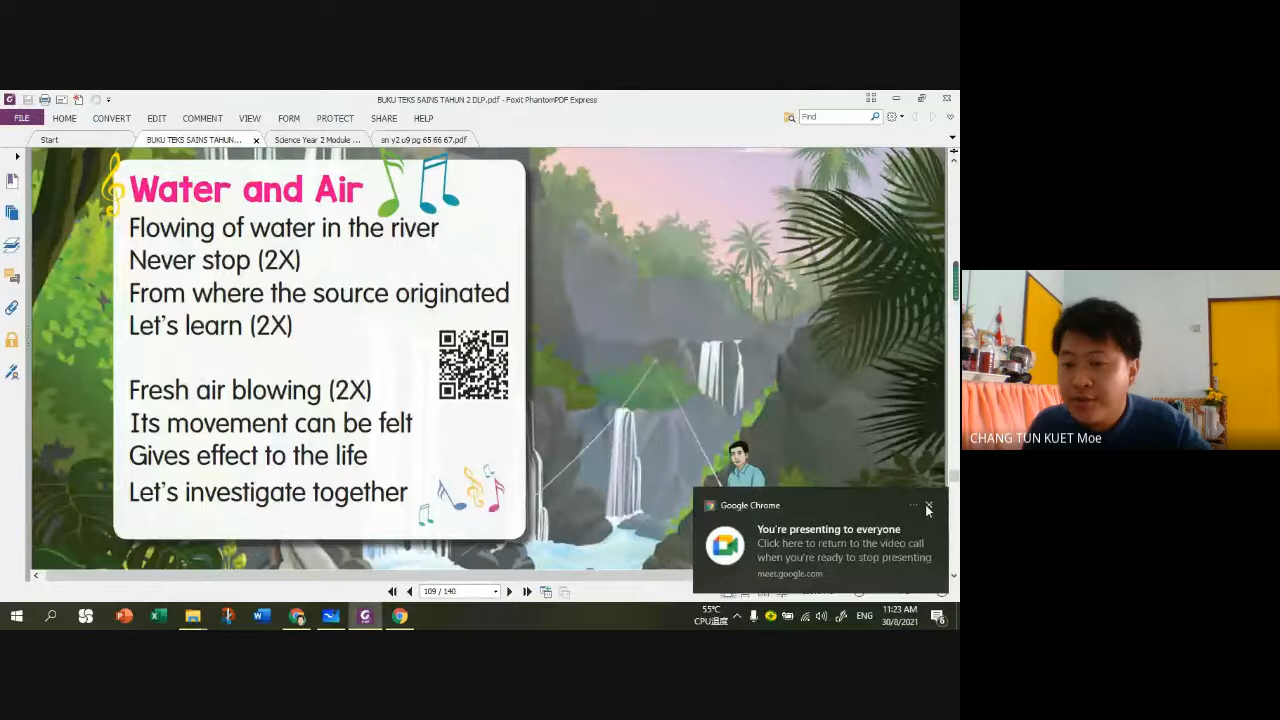 BUKU TEKS SAINS TAHUN 2 DLP.pdf - Foxit PhantomPDF Express
FILE HOME CONVERT EDIT COMMENT VIEW FORM PROTECT SHARE HELP
Find
Start
BUKU TEKS SAINS TAHUN...
Science Year 2 Module ...
sn y2 u9 pg 65 66 67.pdf
Water and Air
Flowing of water in the river
Never stop (2X)
From where the source originated
Let's learn (2X)
Fresh air blowing (2X)
Its movement can be felt
Gives effect to the life
Let's investigate together
CHANG TUN KUET Moe
Google Chrome
You're presenting to everyone
Click here to return to the video call
when you're ready to stop presenting
meet.google.com
109 / 140
55℃
CPU温度
ENG
11:23 AM
30/8/2021
6